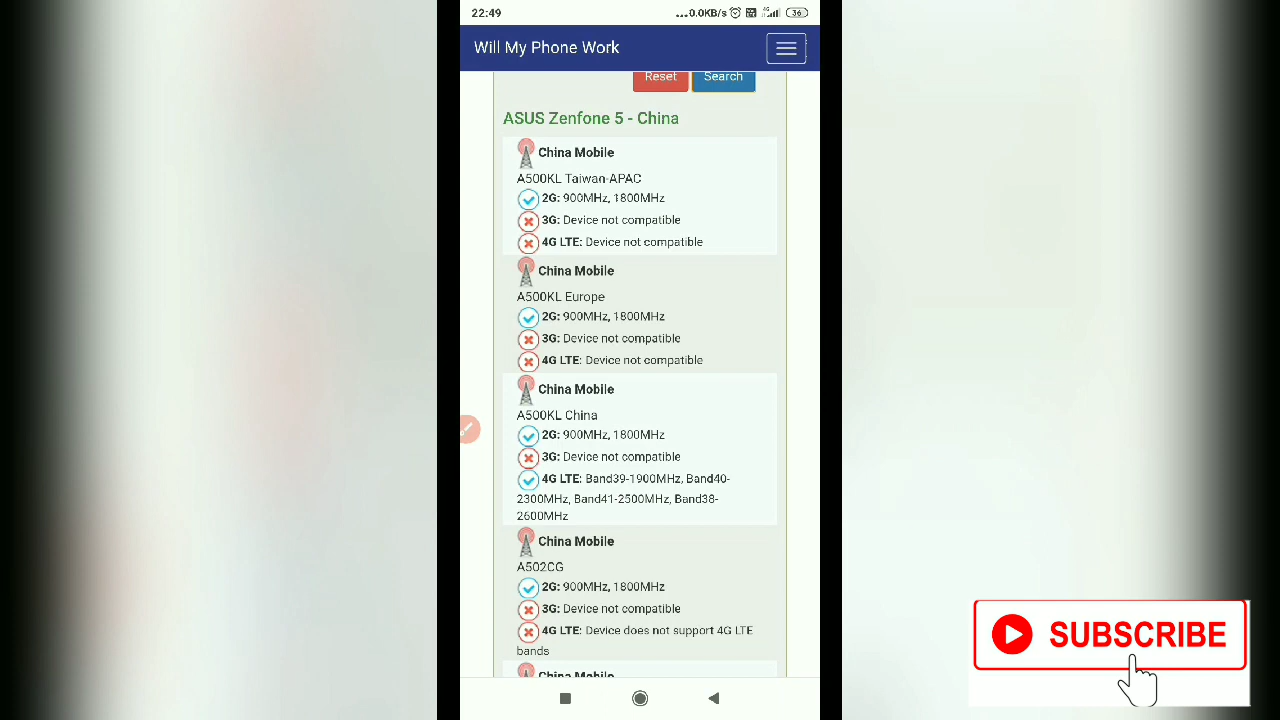 22:49
...0.0KB/s 4G 36
Will My Phone Work
Reset Search
ASUS Zenfone 5 - China
China Mobile
A500KL Taiwan-APAC
2G: 900MHz, 1800MHz
3G: Device not compatible
4G LTE: Device not compatible
China Mobile
A500KL Europe
2G: 900MHz, 1800MHz
3G: Device not compatible
4G LTE: Device not compatible
China Mobile
A500KL China
2G: 900MHz, 1800MHz
3G: Device not compatible
4G LTE: Band39-1900MHz, Band40-
2300MHz, Band41-2500MHz, Band38-
2600MHz
China Mobile
A502CG
2G: 900MHz, 1800MHz
3G: Device not compatible
4G LTE: Device does not support 4G LTE
bands
China Mobile
SUBSCRIBE